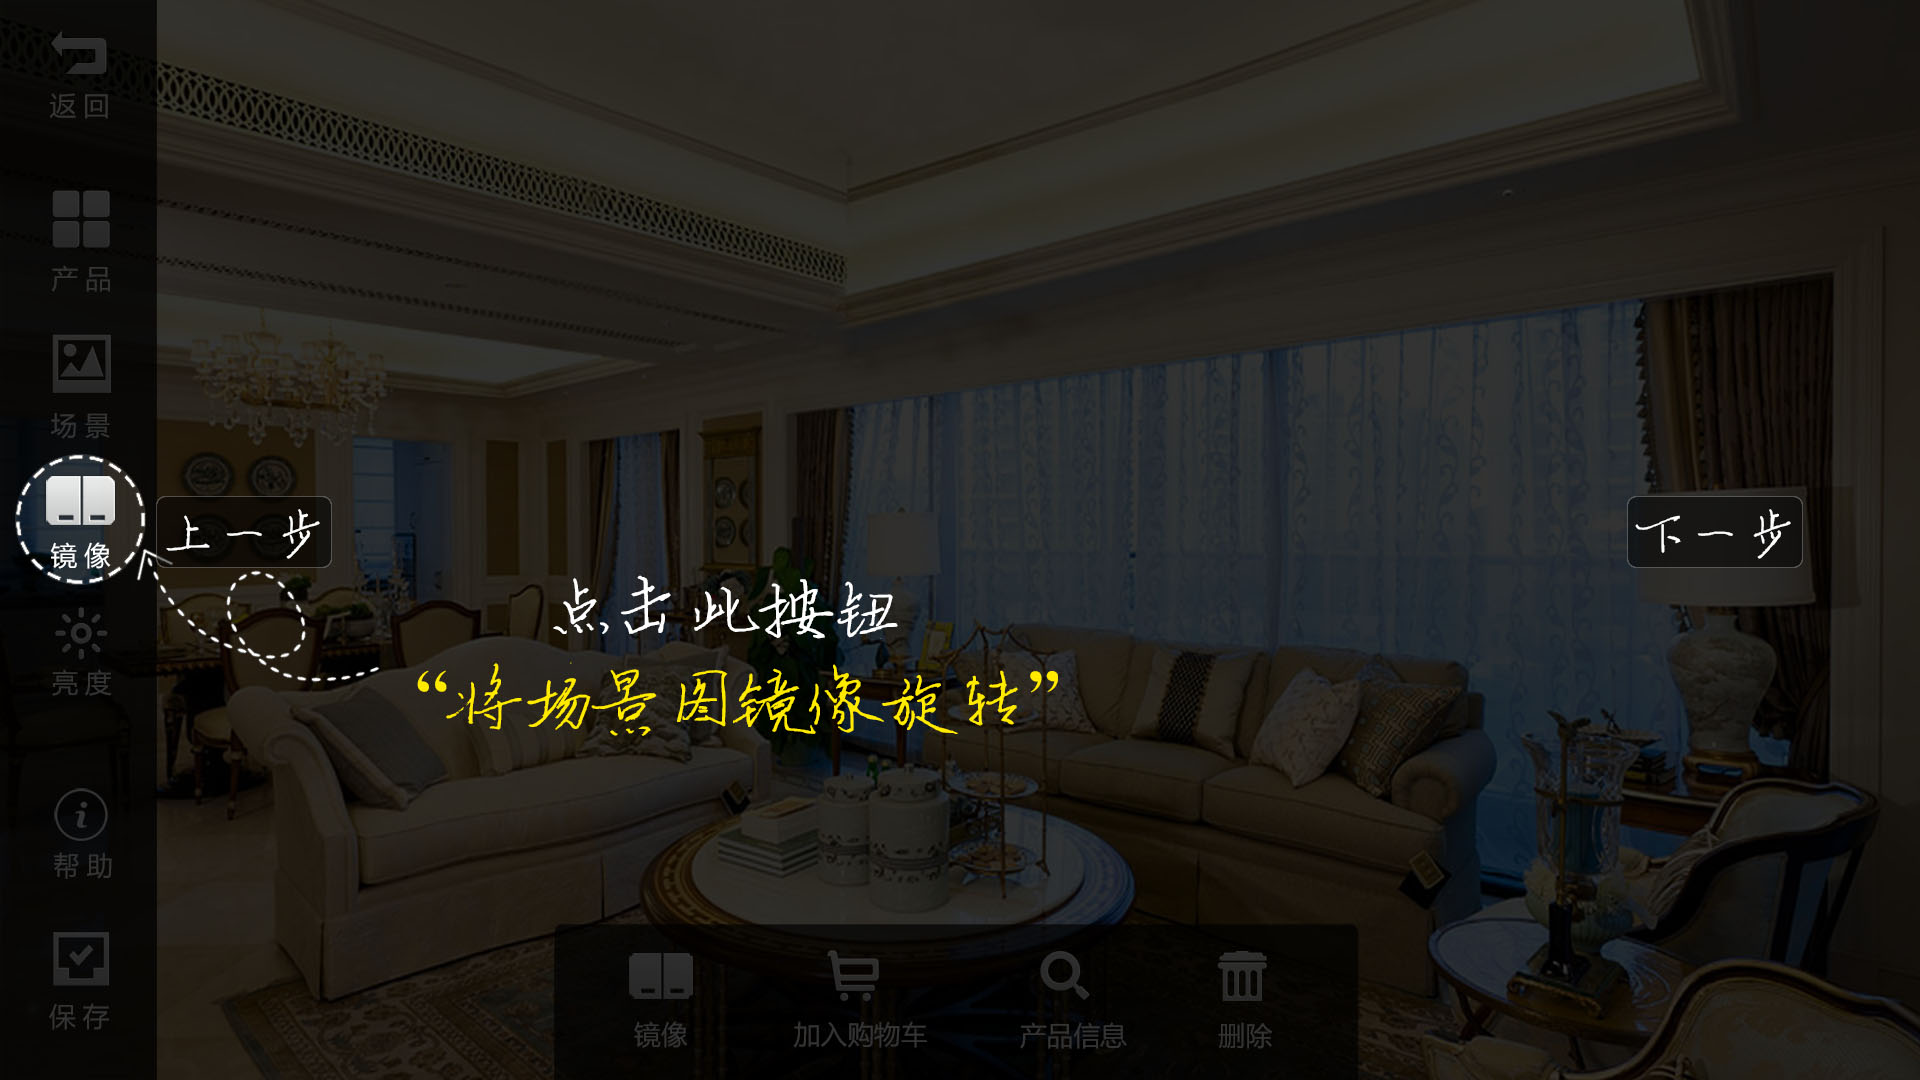 返回
产品
场景
镜像
上一步
下一步
点击此按钮
“将场景图镜像旋转”
亮度
帮助
保存
镜像
加入购物车
产品信息
删除